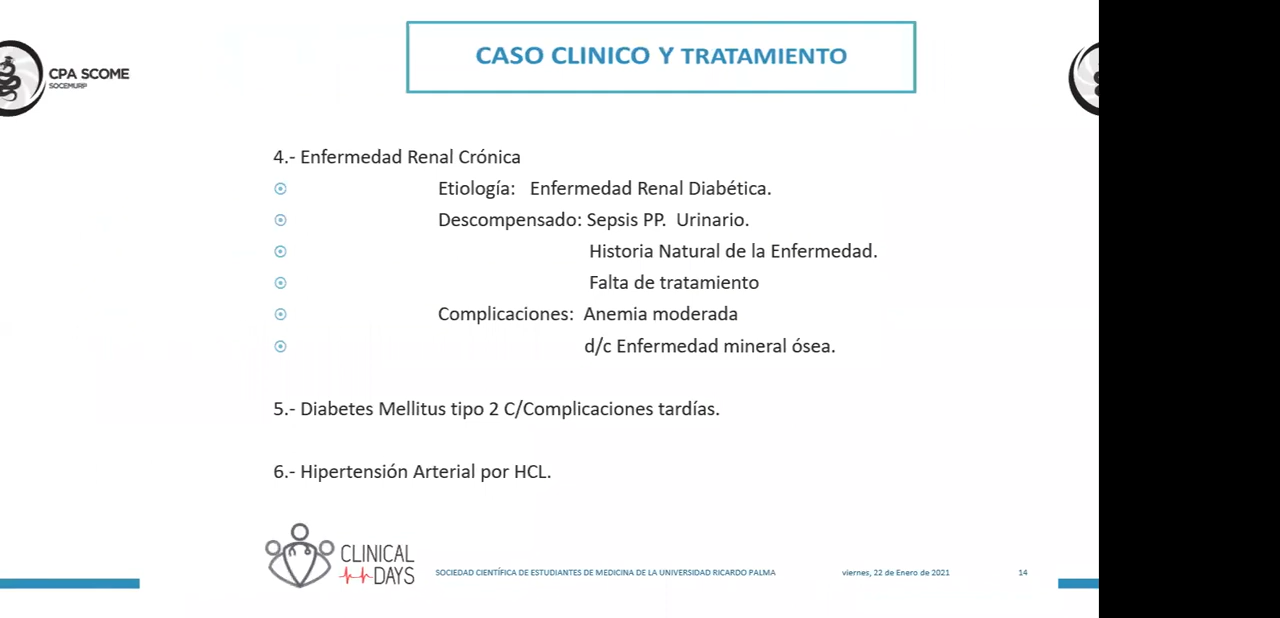 CASO CLINICO Y TRATAMIENTO
CPA SCOME
SOCEMURP
4.- Enfermedad Renal Crónica
Etiología: Enfermedad Renal Diabética.
Descompensado: Sepsis PP. Urinario.
Historia Natural de la Enfermedad.
Falta de tratamiento
Complicaciones: Anemia moderada
d/c Enfermedad mineral ósea.
5.- Diabetes Mellitus tipo 2 C/Complicaciones tardías.
6.- Hipertensión Arterial por HCL.
CLINICAL
DAYS
SOCIEDAD CIENTÍFICA DE ESTUDIANTES DE MEDICINA DE LA UNIVERSIDAD RICARDO PALMA viernes, 22 de Enero de 2021 14